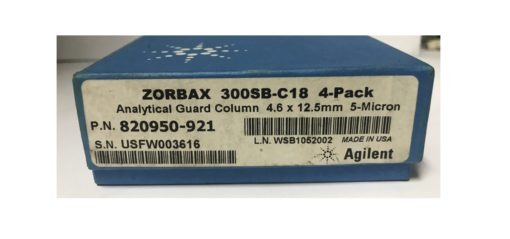 ZORBAX 300SB-C18 4-Pack
Analytical Guard Column 4.6 x 12.5mm 5-Micron
P.N. 820950-921
S.N. USFW003616
L.N. WSB1052002 MADE IN USA
Agilent